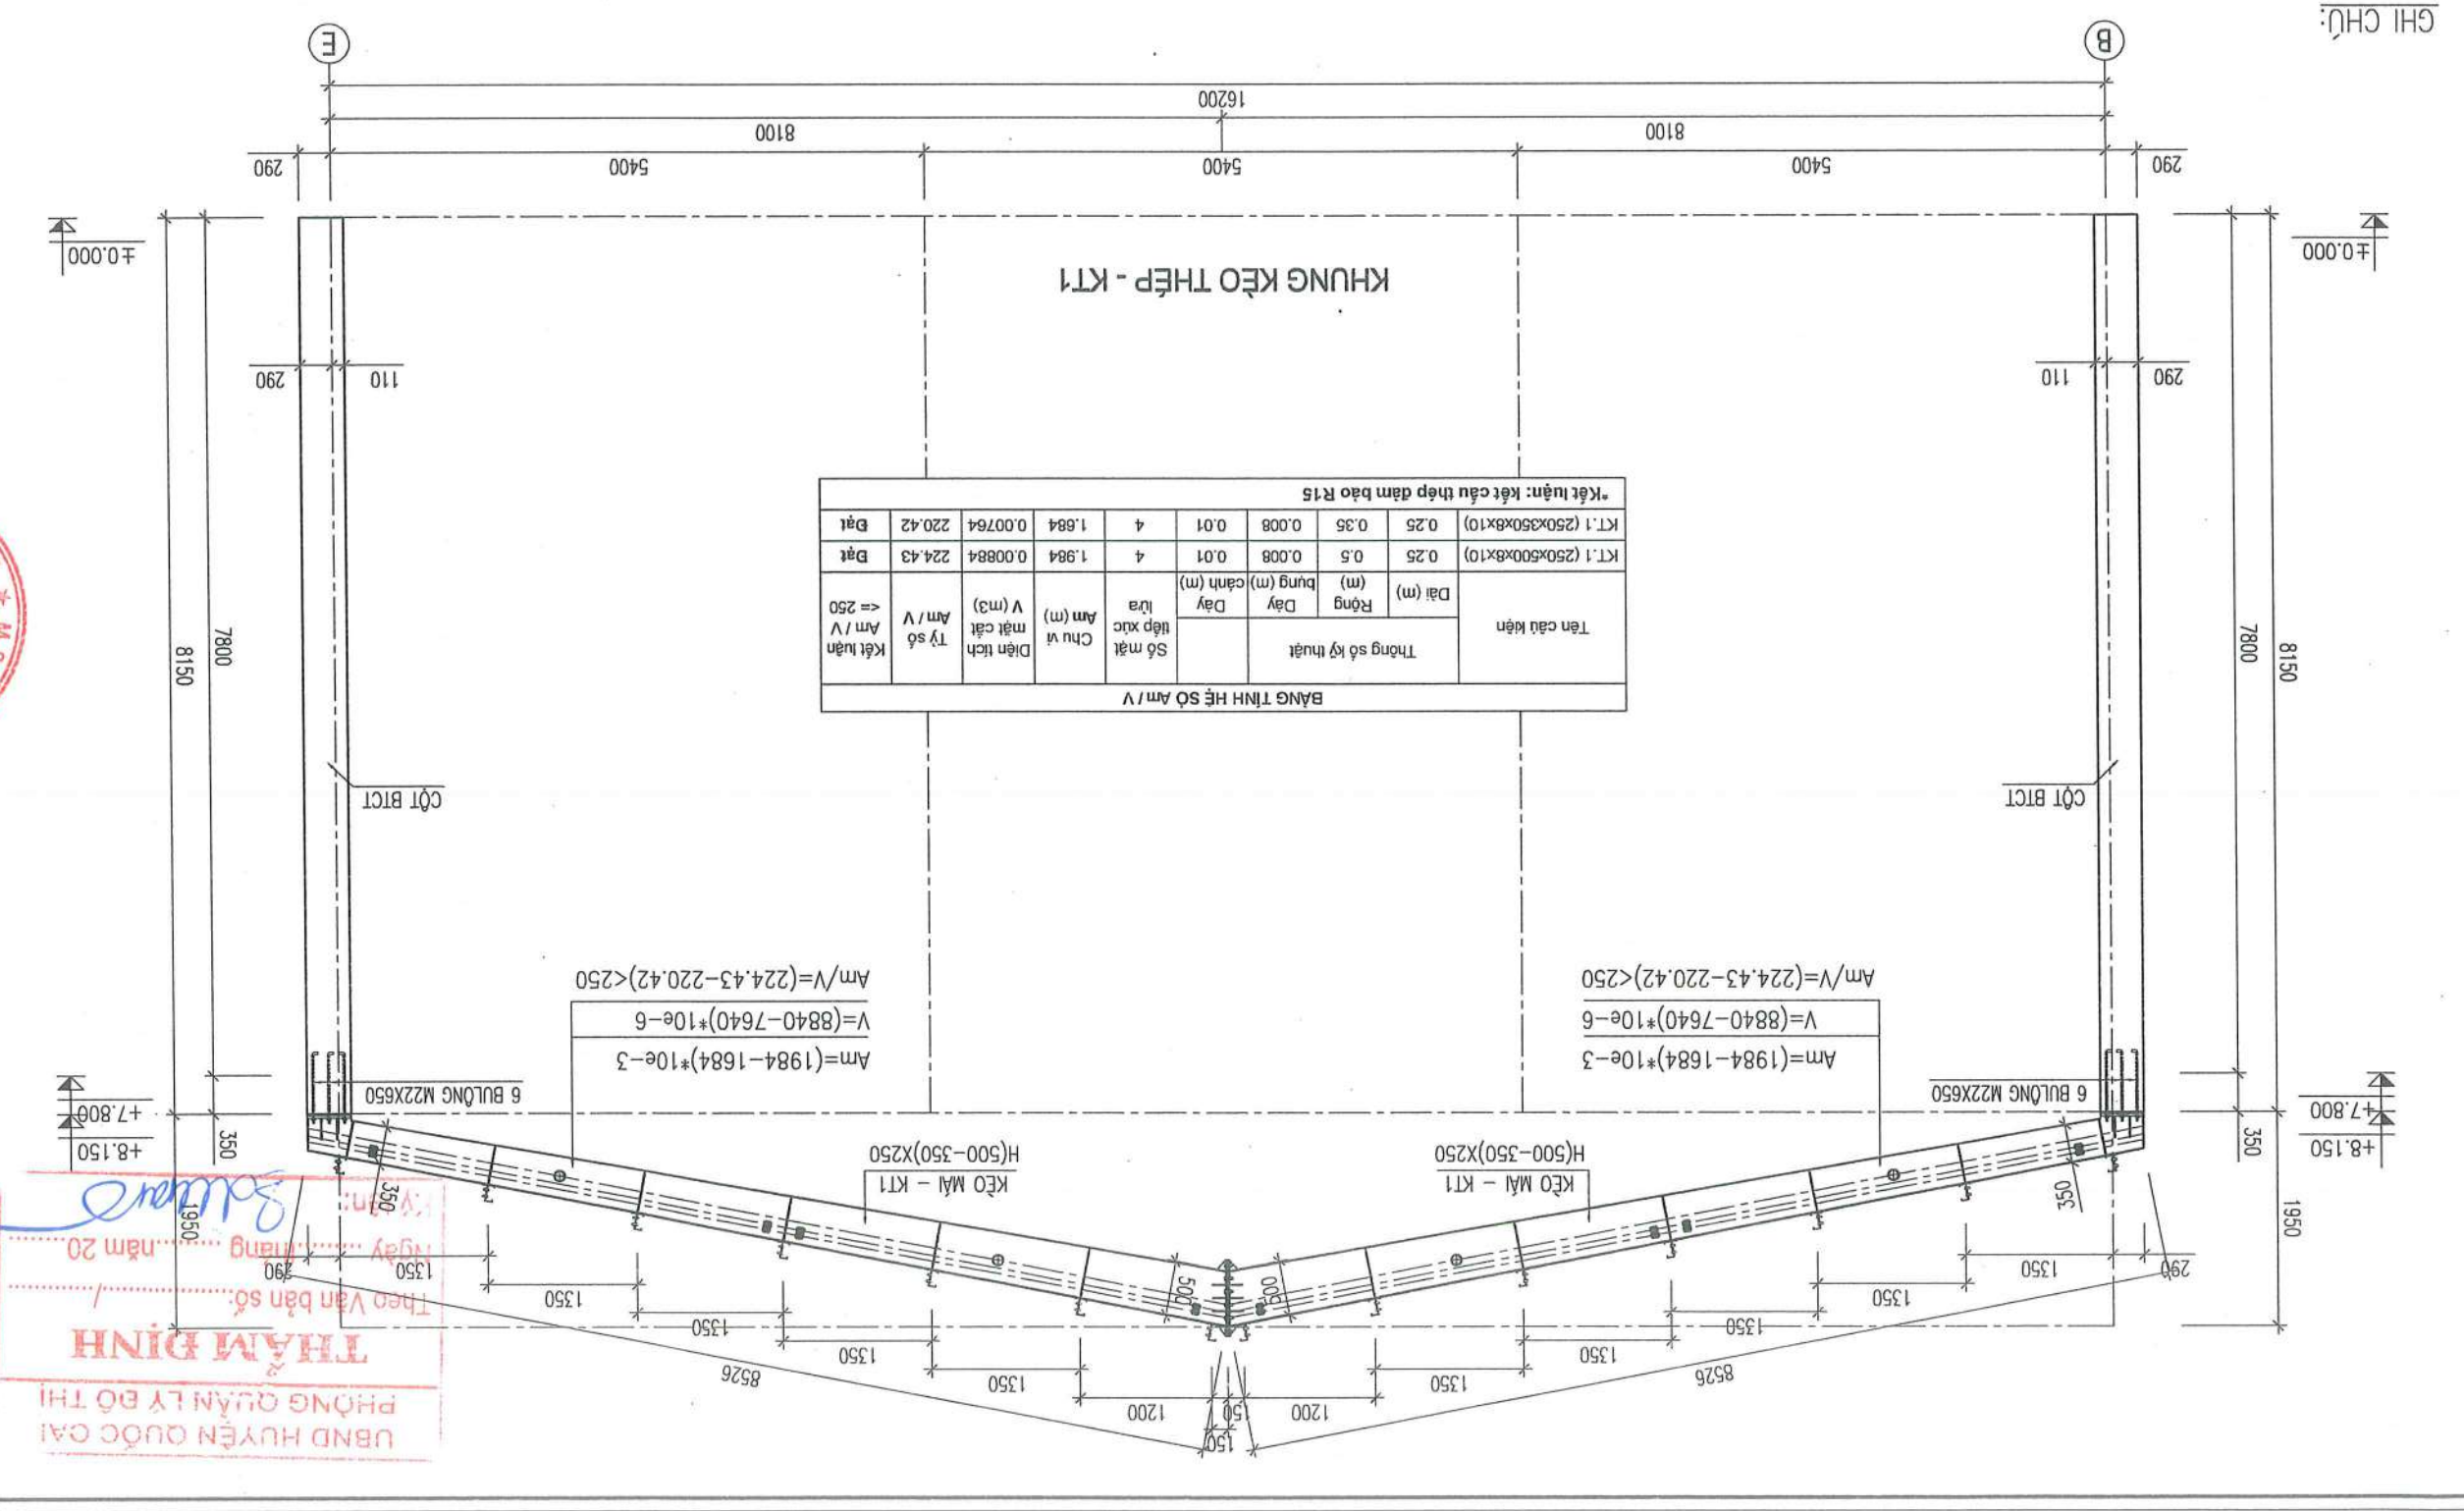 UBND HUYỆN QUỐC OAI
PHÒNG QUẢN LÝ ĐÔ THỊ
THẨM ĐỊNH
Theo Văn bản số:............../..............
Ngày ..........tháng ..........năm 20..........
150
1200 150 1200
8526 1350 1350 8526
1350 1350
1350 1350
1350 1350
290 1350 1350 290
1950 1950
500 500
350 350
KÈO MÁI - KT1
H(500-350)X250
KÈO MÁI - KT1
H(500-350)X250
+8.150
+7.800
350
+8.150
+7.800
350
6 BULÔNG M22X650
6 BULÔNG M22X650
Am=(1984-1684)*10e-3
V=(8840-7640)*10e-6
Am/V=(224.43-220.42)<250
Am=(1984-1684)*10e-3
V=(8840-7640)*10e-6
Am/V=(224.43-220.42)<250
CỘT BTCT
CỘT BTCT
8150
7800
7800
8150
BẢNG TÍNH HỆ SỐ Am / V
Tên cấu kiện
Thông số kỹ thuật
Dài (m)
Rộng (m)
Dày bụng (m)
Dày cánh (m)
Số mặt tiếp xúc lửa
Chu vi Am (m)
Diện tích mặt cắt V (m3)
Tỷ số Am / V
Kết luận Am / V <= 250
KT.1 (250x500x8x10) 0.25 0.5 0.008 0.01 4 1.984 0.00884 224.43 Đạt
KT.1 (250x350x8x10) 0.25 0.35 0.008 0.01 4 1.684 0.00764 220.42 Đạt
*Kết luận: kết cấu thép đảm bảo R15
290 110
110 290
KHUNG KÈO THÉP - KT1
±0.000
±0.000
290 5400 5400 5400 290
8100 8100
16200
B
E
GHI CHÚ: